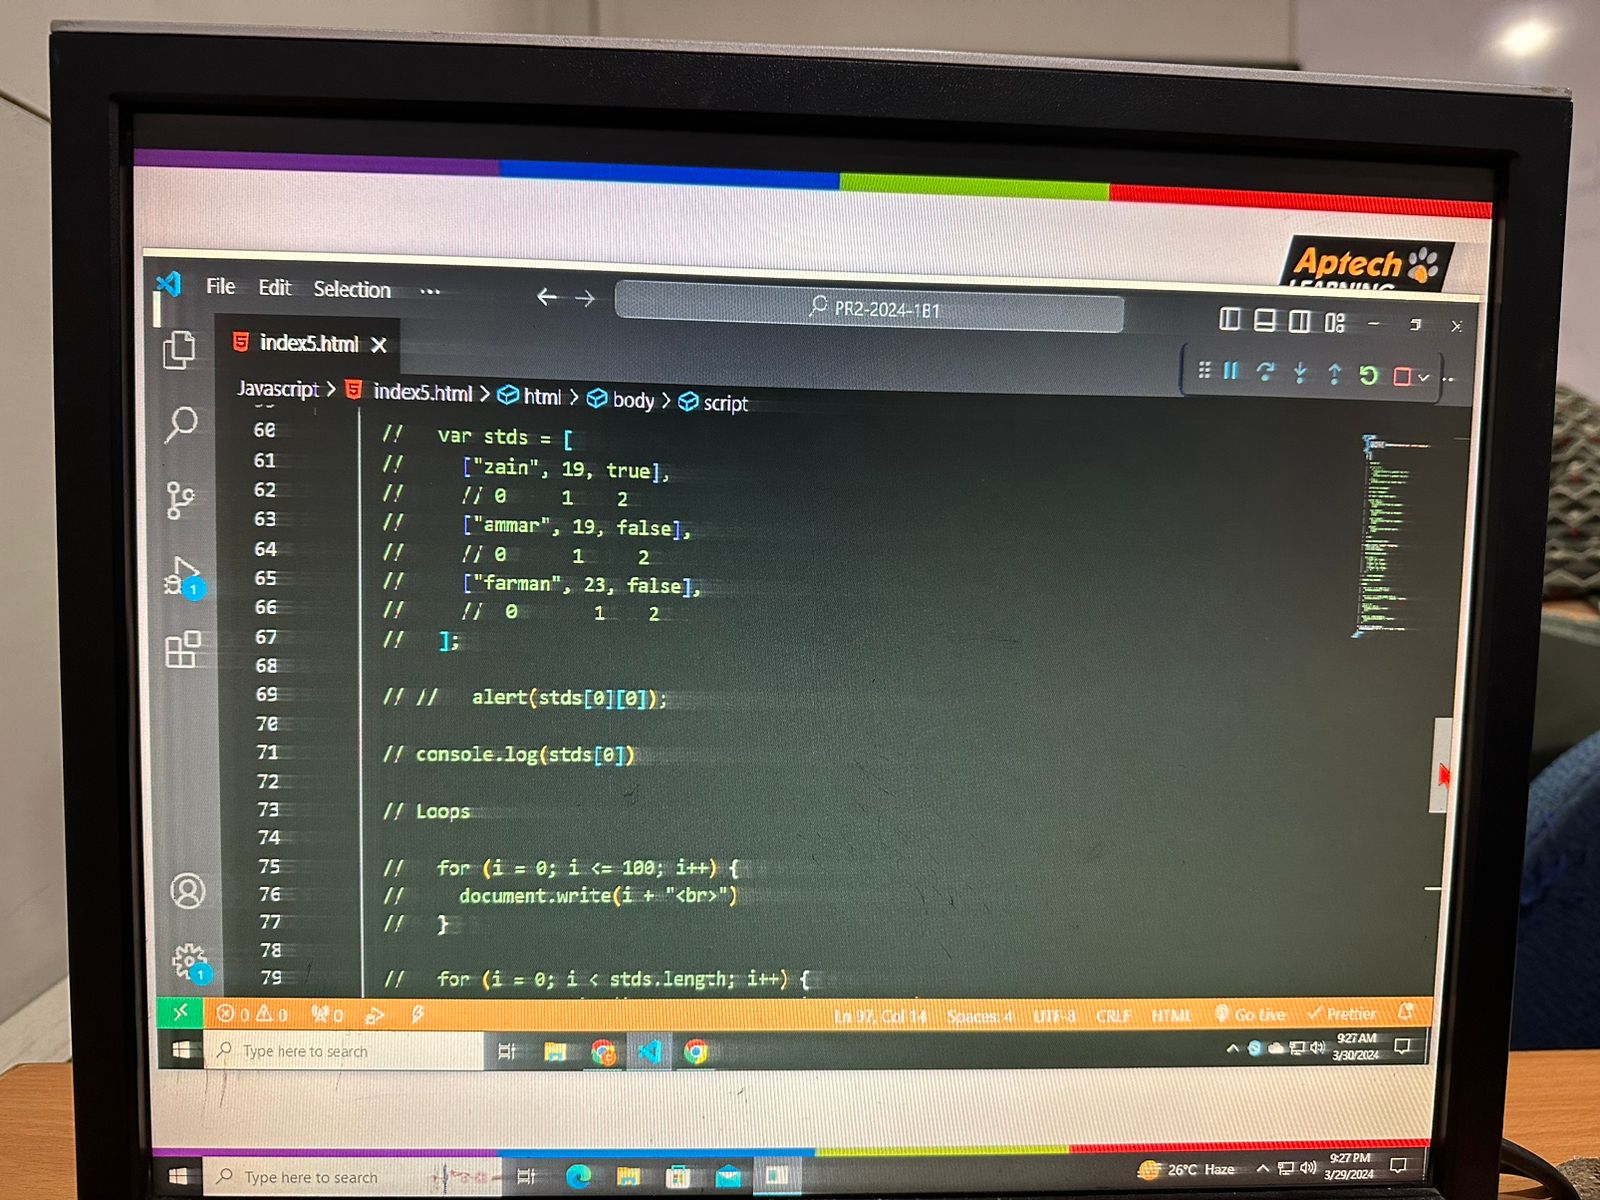 Aptech
LEARNING
File Edit Selection ...
PR2-2024-1B1
index5.html
Javascript > index5.html > html > body > script
60 // var stds = [
61 // ["zain", 19, true],
62 // // 0 1 2
63 // ["ammar", 19, false],
64 // // 0 1 2
65 // ["farman", 23, false],
66 // // 0 1 2
67 // ];
68
69 // // alert(stds[0][0]);
70
71 // console.log(stds[0])
72
73 // Loops
74
75 // for (i = 0; i <= 100; i++) {
76 // document.write(i + "<br>")
77 // }
78
79 // for (i = 0; i < stds.length; i++) {
1
1
0 0 0 Ln 97, Col 14 Spaces: 4 UTF-8 CRLF HTML Go Live Prettier
Type here to search
9:27 AM
3/30/2024
Type here to search
26°C Haze
9:27 PM
3/29/2024